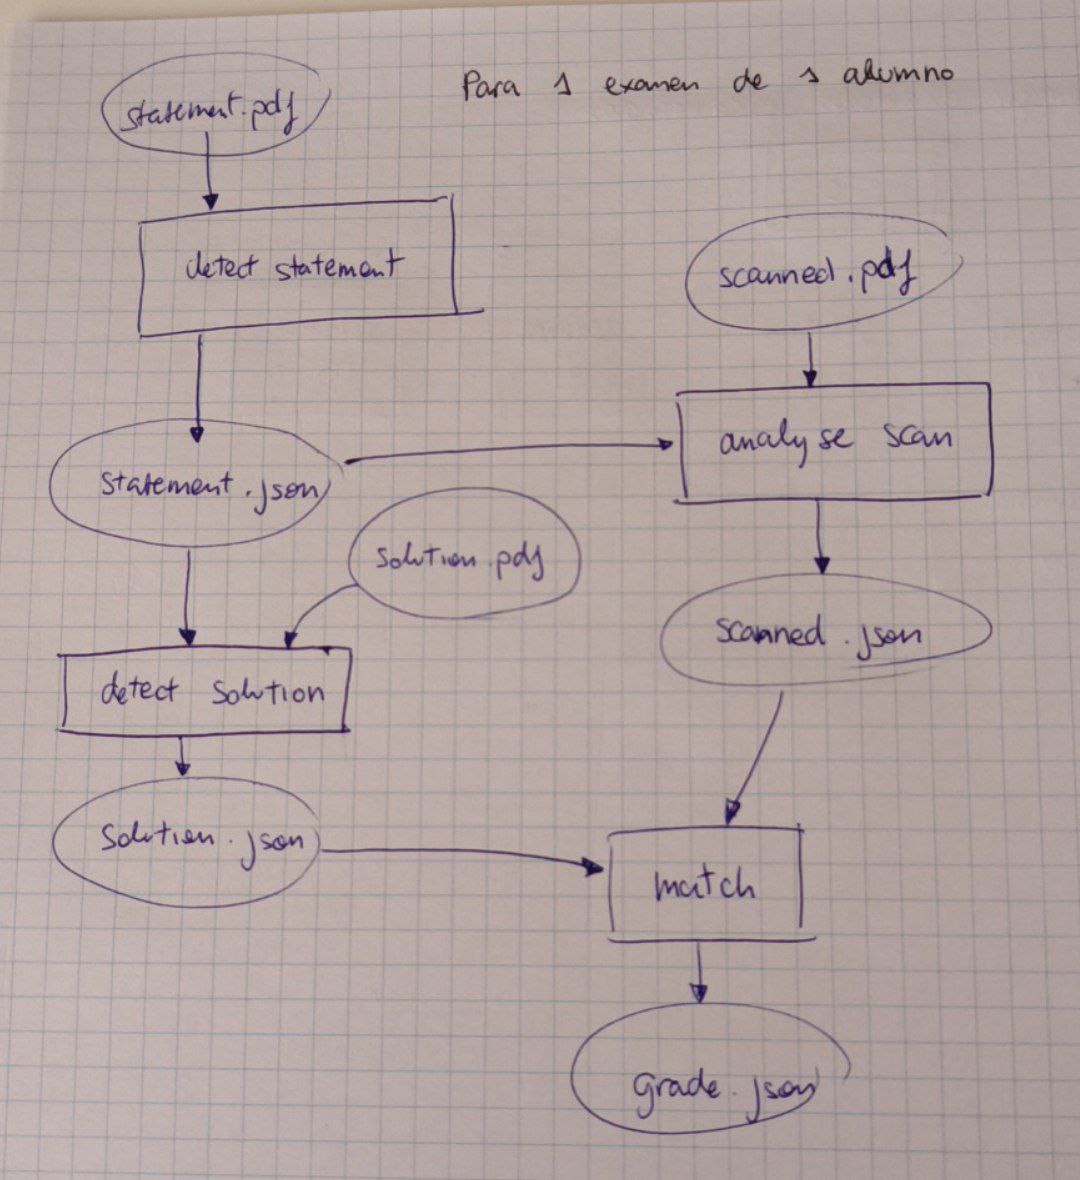 Para 1 examen de 1 alumno
statement.pdf
detect statement
scanned.pdf
analyse scan
statement.json
solution.pdf
scanned.json
detect solution
solution.json
match
grade.json